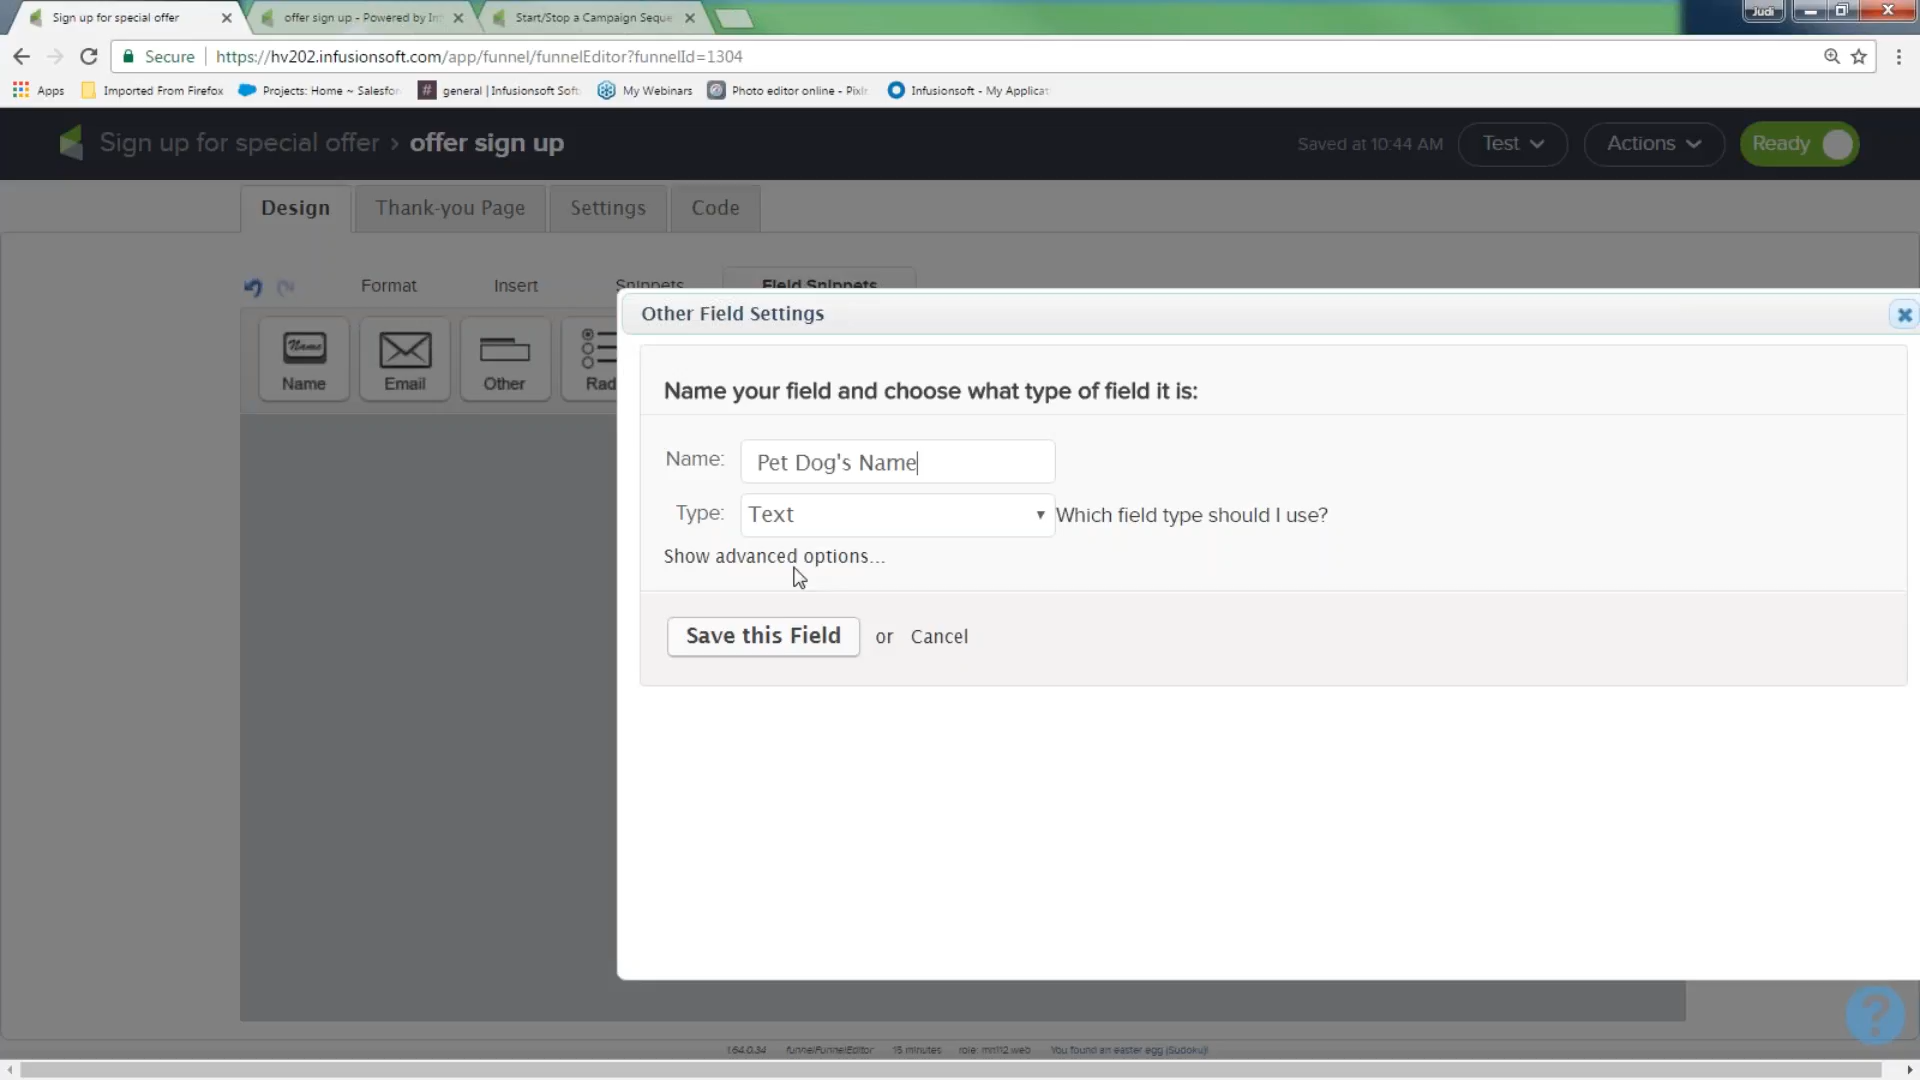 Sign up for special offer
offer sign up - Powered by In
Start/Stop a Campaign Seque
Judi
Secure
https://hv202.infusionsoft.com/app/funnel/funnelEditor?funnelId=1304
Apps
Imported From Firefox
Projects: Home ~ Salesfor
# general | Infusionsoft Soft
My Webinars
Photo editor online - Pixlr
Infusionsoft - My Applicat
Sign up for special offer › offer sign up
Saved at 10:44 AM
Test
Actions
Ready
Design
Thank-you Page
Settings
Code
Format
Insert
Snippets
Field Snippets
Name
Name
Email
Other
Rad
Other Field Settings
Name your field and choose what type of field it is:
Name: Pet Dog's Name
Type: Text
Which field type should I use?
Show advanced options...
Save this Field or Cancel
?
1.64.0.34 funnelFunnelEditor 15 minutes You found an easter egg (Sudoku)!